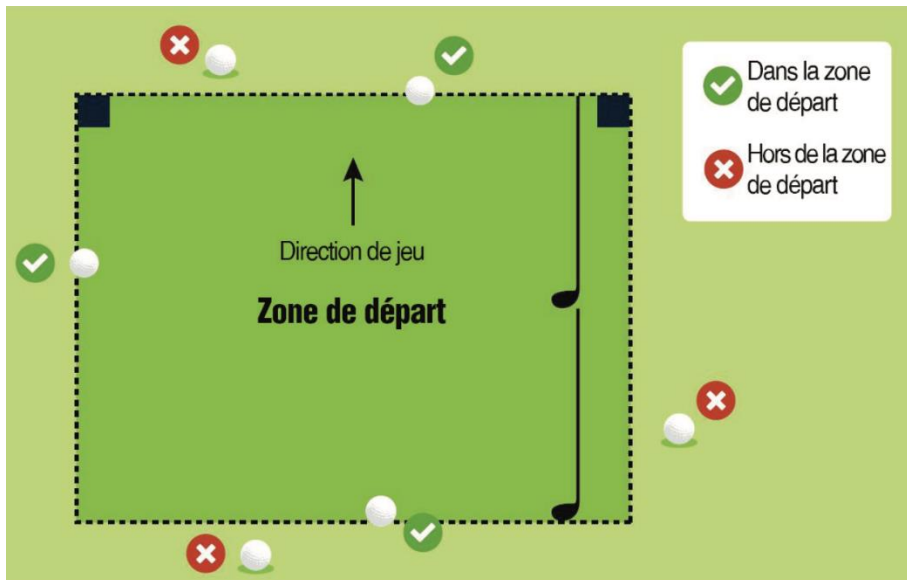 Dans la zone
de départ
Hors de la zone
de départ
Direction de jeu
Zone de départ